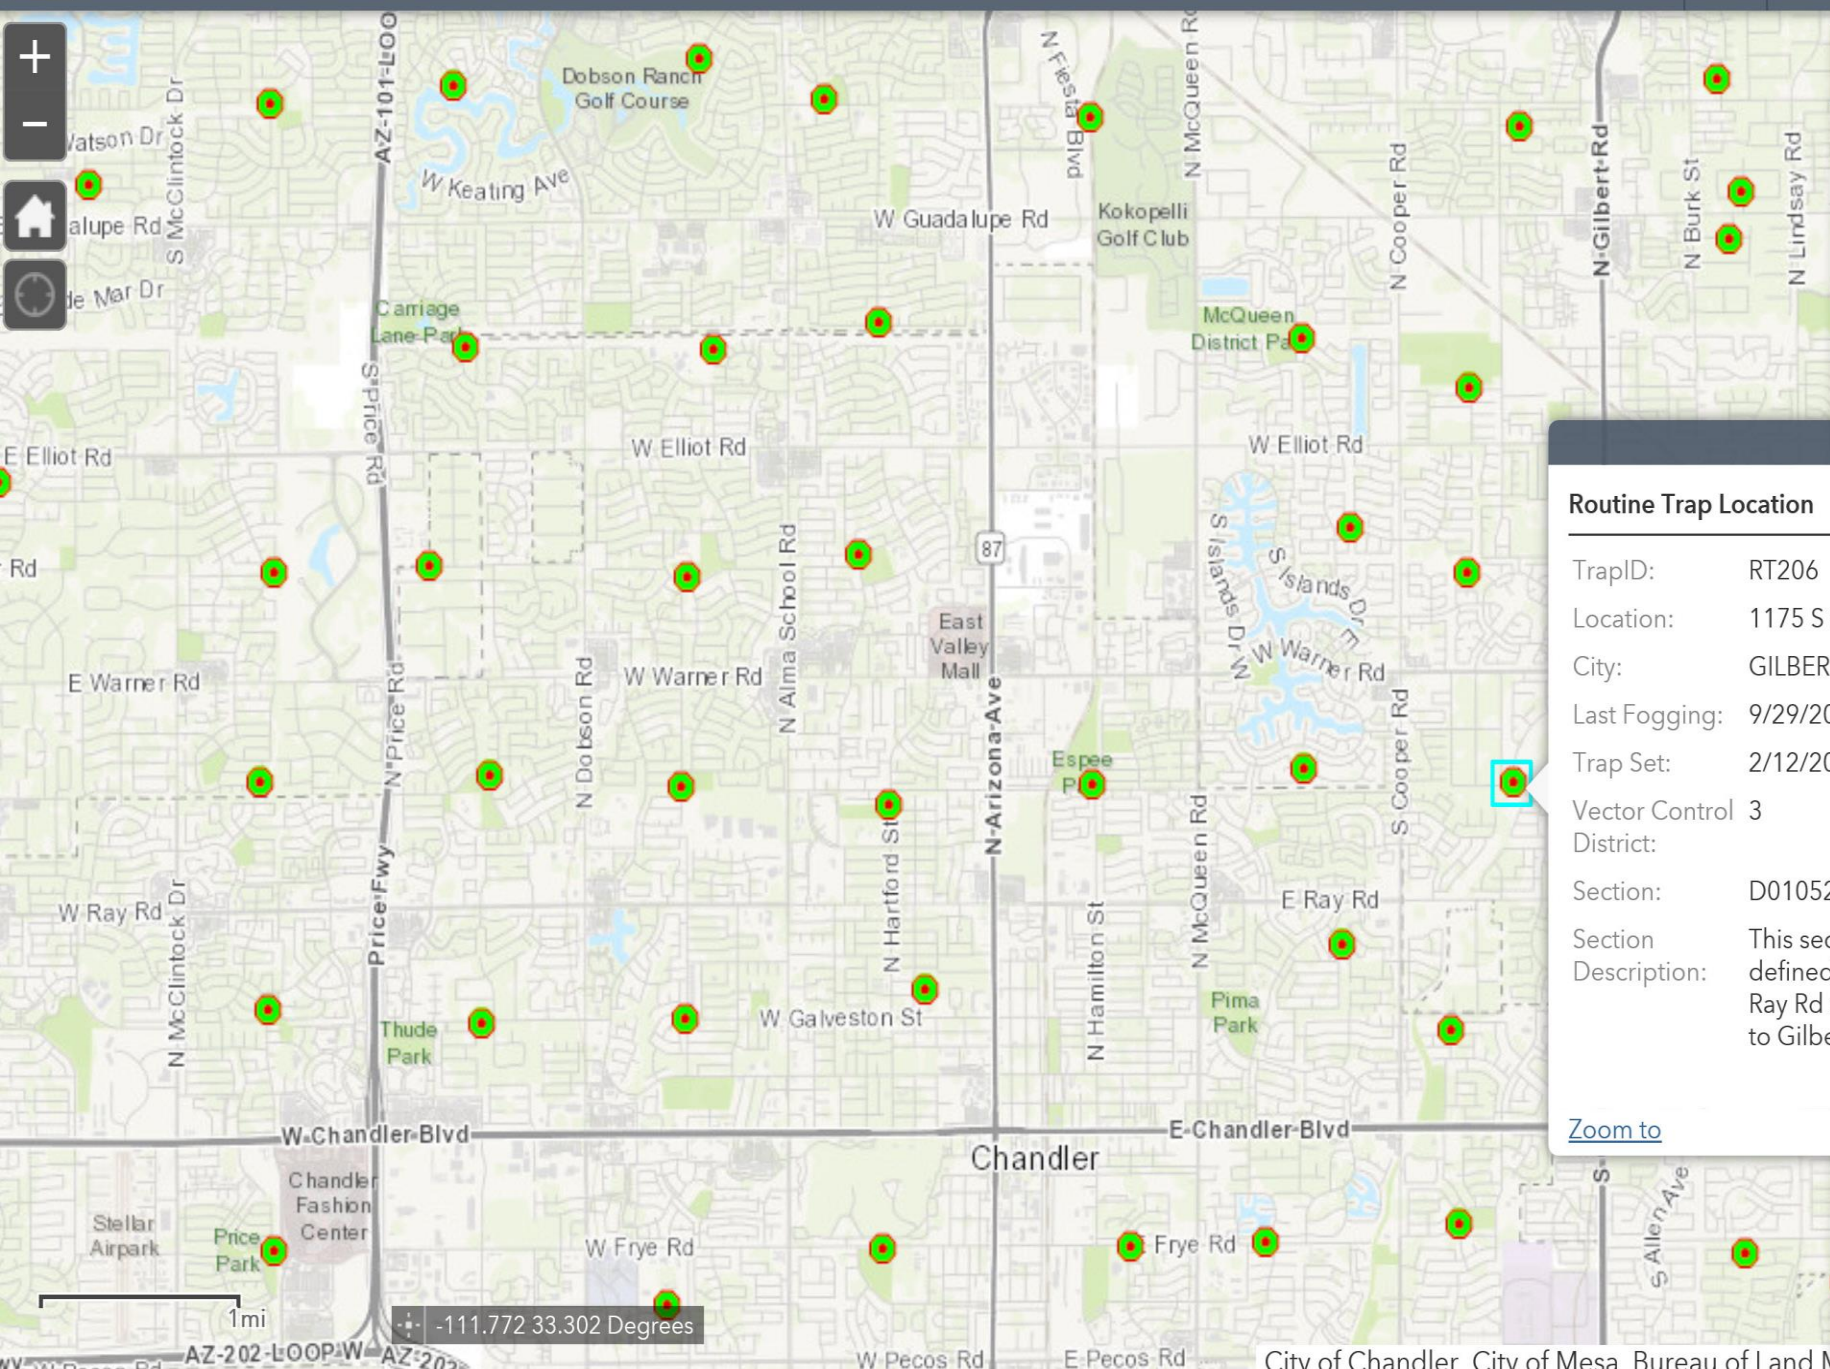 AZ-101-LOO
N Fiesta Blvd
N McQueen Rd
Dobson Ranch
Golf Course
S McClintock Dr
Watson Dr
W Keating Ave
alupe Rd
W Guadalupe Rd
Kokopelli
Golf Club
N Cooper Rd
N Gilbert Rd
N Burk St
N Lindsay Rd
de Mar Dr
Carriage
Lane Park
McQueen
District Pa
S Price Rd
E Elliot Rd
W Elliot Rd
W Elliot Rd
Rd
87
N Alma School Rd
S Islands Dr W
S Islands Dr E
East
Valley
Mall
E Warner Rd
W Warner Rd
W Warner Rd
N Price Rd
N Dobson Rd
N Arizona Ave
S Cooper Rd
Espee
P
Price Fwy
N McClintock Dr
W Ray Rd
N Hartford St
N Hamilton St
N McQueen Rd
E Ray Rd
Thude
Park
W Galveston St
Pima
Park
Routine Trap Location
TrapID: RT206
Location: 1175 S
City: GILBER
Last Fogging: 9/29/20
Trap Set: 2/12/20
Vector Control 3
District:
Section: D01052
Section This sec
Description: defined
Ray Rd
to Gilbe
Zoom to
W Chandler Blvd
E Chandler Blvd
Chandler
Chandler
Fashion
Center
Stellar
Airpark
Price
Park
W Frye Rd
E Frye Rd
S
S Allen Ave
1mi
-111.772 33.302 Degrees
AZ-202-LOOP W
AZ-202
W Pecos Rd
W Pecos Rd
E Pecos Rd
City of Chandler, City of Mesa, Bureau of Land M